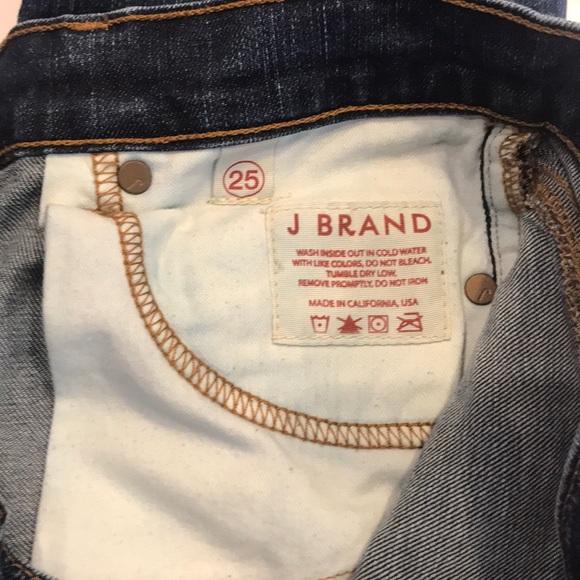 25
J BRAND
WASH INSIDE OUT IN COLD WATER
WITH LIKE COLORS, DO NOT BLEACH.
TUMBLE DRY LOW.
REMOVE PROMPTLY, DO NOT IRON
MADE IN CALIFORNIA, USA